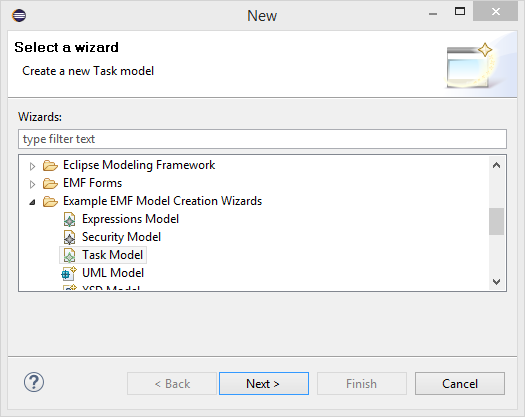 New
Select a wizard
Create a new Task model
Wizards:
type filter text
Eclipse Modeling Framework
EMF Forms
Example EMF Model Creation Wizards
Expressions Model
Security Model
Task Model
UML Model
XSD Model
?
< Back
Next >
Finish
Cancel